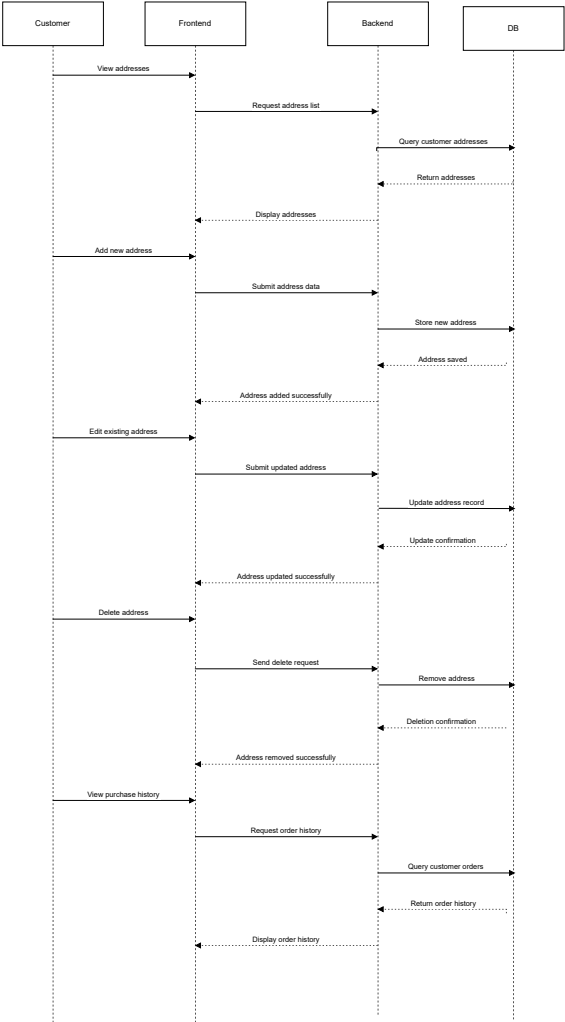 Customer
Frontend
Backend
DB
View addresses
Request address list
Query customer addresses
Return addresses
Display addresses
Add new address
Submit address data
Store new address
Address saved
Address added successfully
Edit existing address
Submit updated address
Update address record
Update confirmation
Address updated successfully
Delete address
Send delete request
Remove address
Deletion confirmation
Address removed successfully
View purchase history
Request order history
Query customer orders
Return order history
Display order history